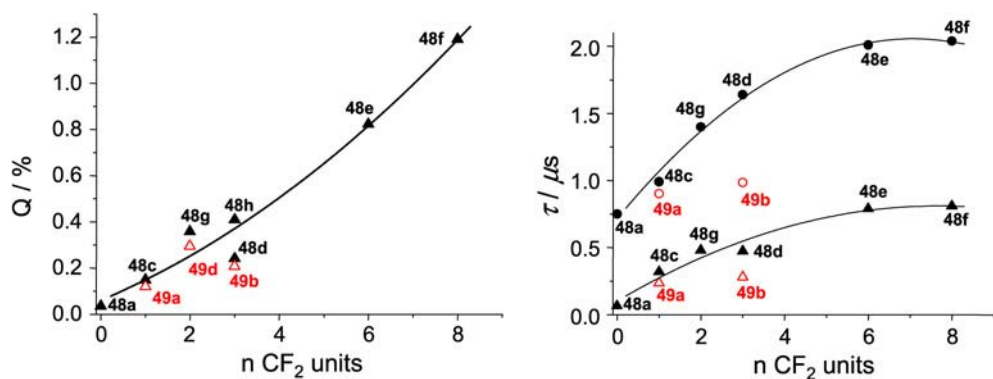 1.2
1.0
0.8
0.6
0.4
0.2
0.0
Q / %
0
2
4
6
8
n CF₂ units
48a
48c
49a
48g
49d
48h
48d
49b
48e
48f
2.0
1.5
1.0
0.5
0.0
τ / μs
0
2
4
6
8
n CF₂ units
48a
48c
49a
48g
48d
49b
48e
48f
48a
48c
49a
48g
48d
49b
48e
48f